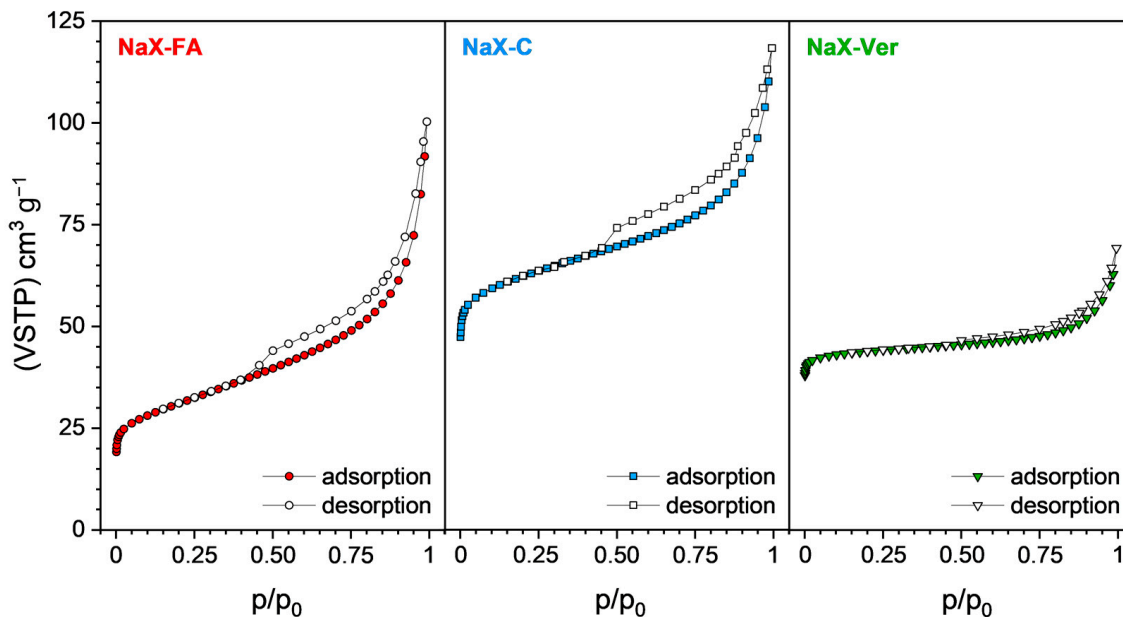 125
100
75
50
25
0
(VSTP) cm³ g⁻¹
NaX-FA
adsorption
desorption
0 0.25 0.50 0.75 1
p/p₀
NaX-C
adsorption
desorption
0 0.25 0.50 0.75 1
p/p₀
NaX-Ver
adsorption
desorption
0 0.25 0.50 0.75 1
p/p₀